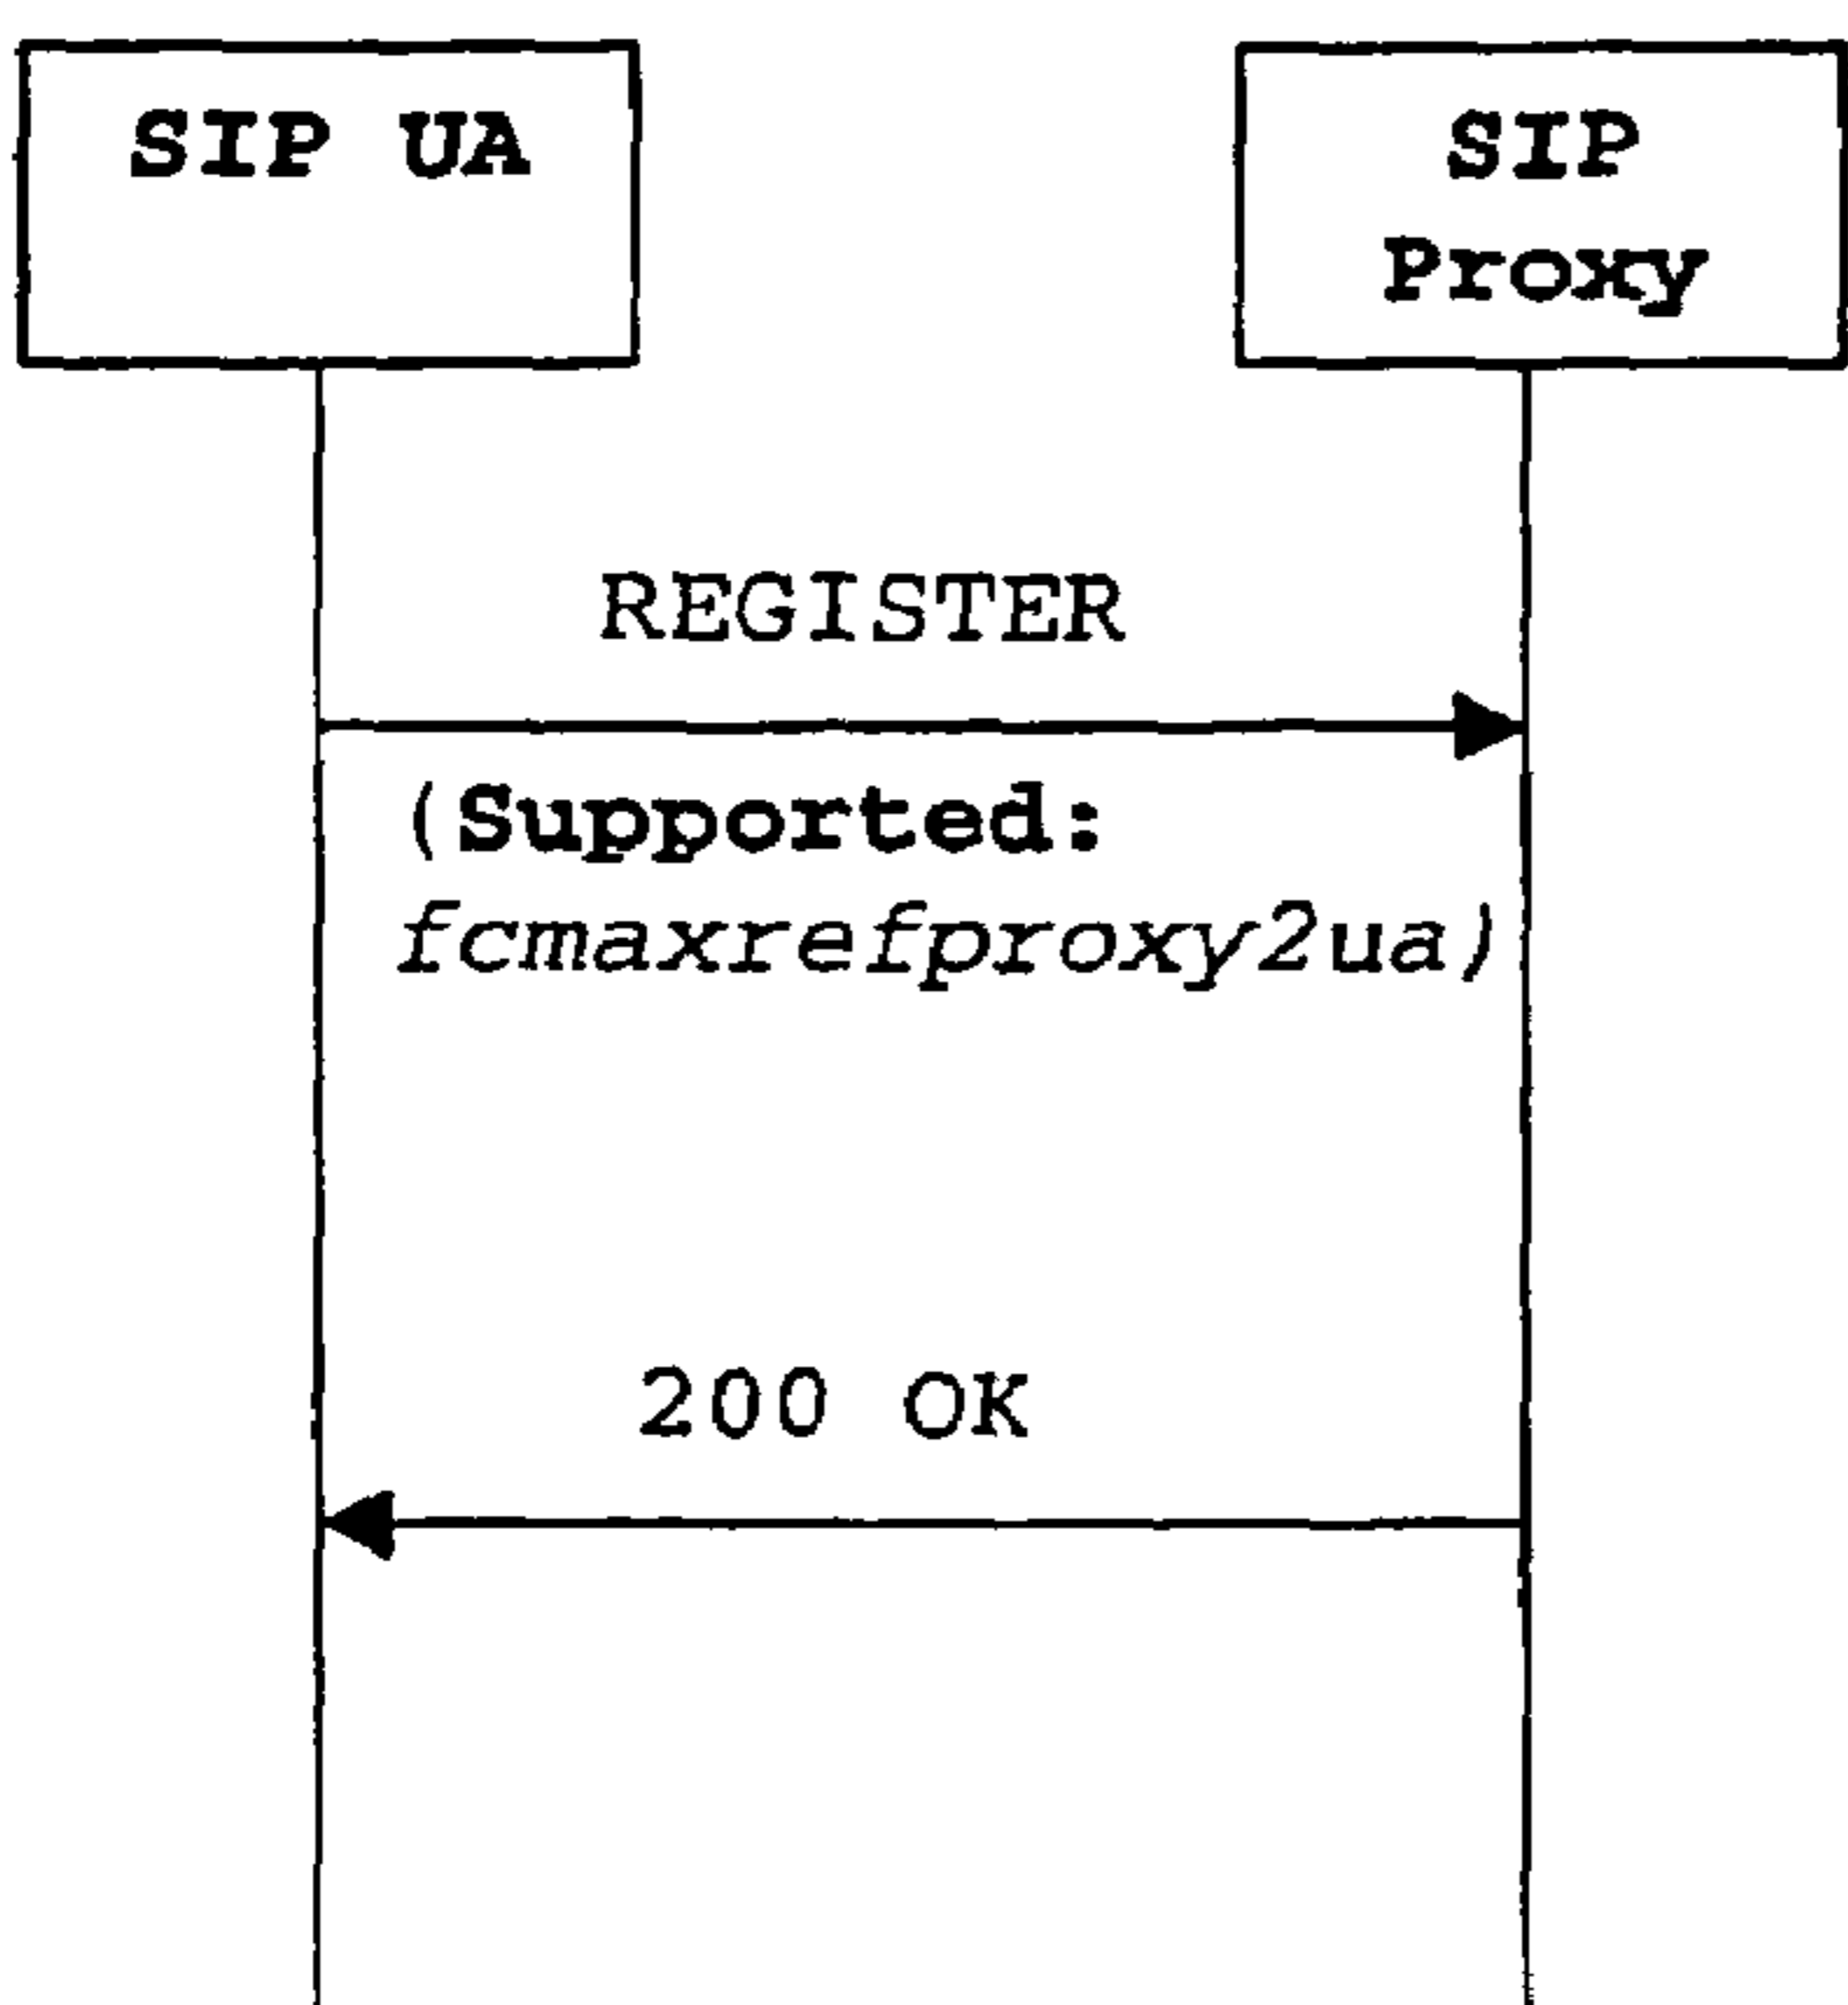 SIP UA
SIP
Proxy
REGISTER
(Supported:
fcmaxrefproxy2ua)
200 OK